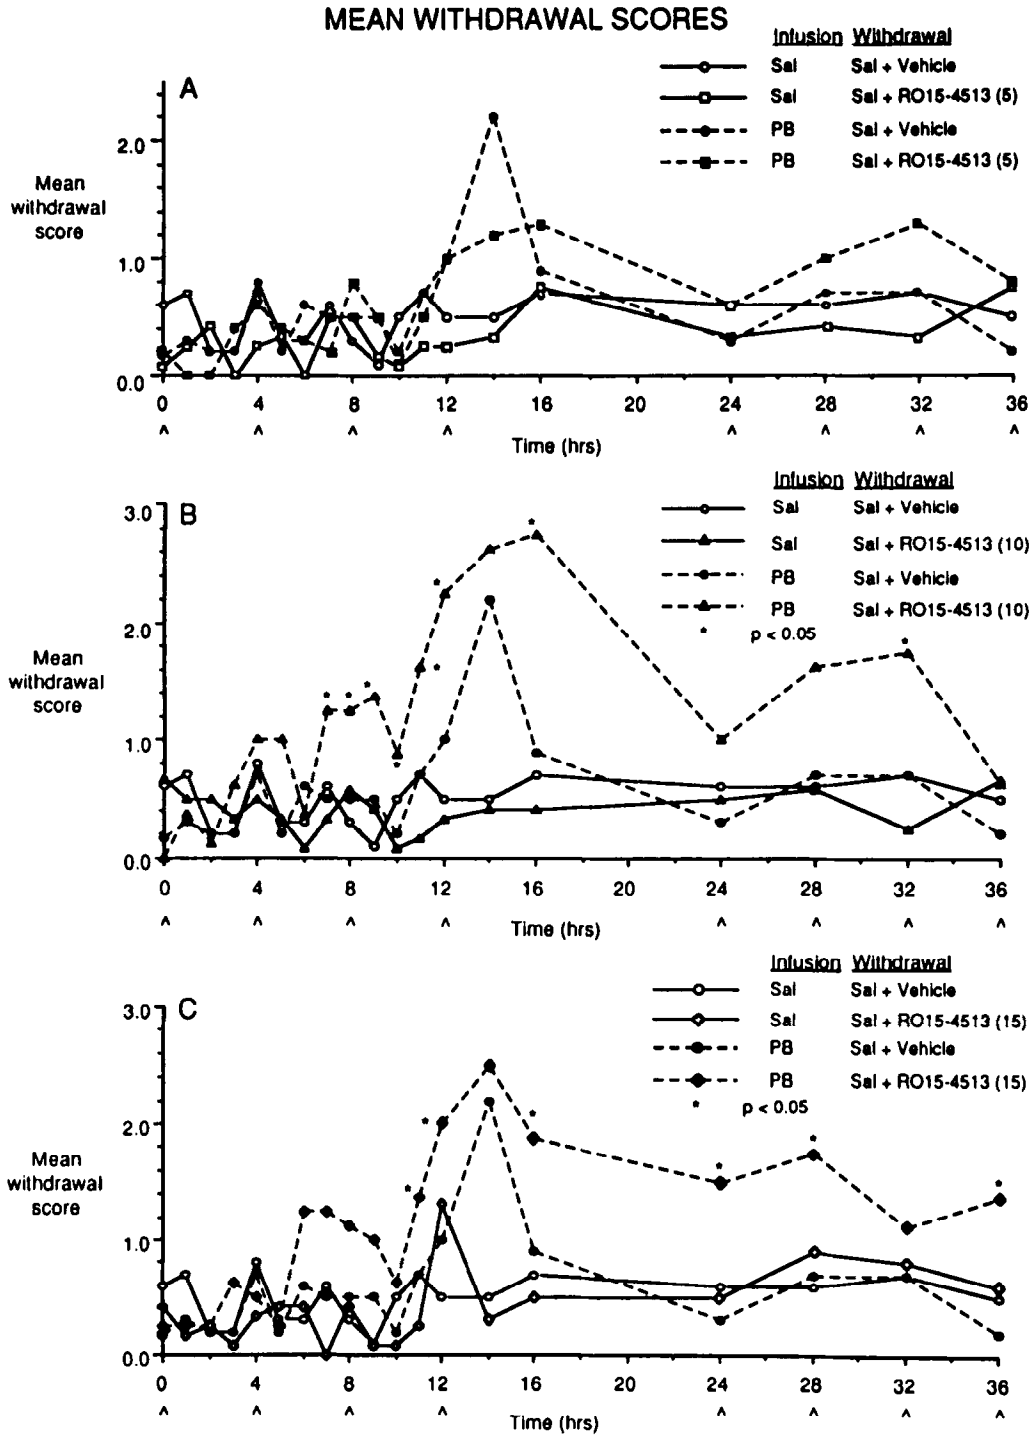 MEAN WITHDRAWAL SCORES
Infusion Withdrawal
A
Sal Sal + Vehicle
Sal Sal + RO15-4513 (5)
PB Sal + Vehicle
PB Sal + RO15-4513 (5)
2.0
1.0
0.0
Mean
withdrawal
score
0 4 8 12 16 20 24 28 32 36
^ ^ ^ ^ ^ ^ ^ ^
Time (hrs)
Infusion Withdrawal
B
Sal Sal + Vehicle
Sal Sal + RO15-4513 (10)
PB Sal + Vehicle
PB Sal + RO15-4513 (10)
* p < 0.05
3.0
2.0
1.0
0.0
Mean
withdrawal
score
0 4 8 12 16 20 24 28 32 36
^ ^ ^ ^ ^ ^ ^ ^
Time (hrs)
Infusion Withdrawal
C
Sal Sal + Vehicle
Sal Sal + RO15-4513 (15)
PB Sal + Vehicle
PB Sal + RO15-4513 (15)
* p < 0.05
3.0
2.0
1.0
0.0
Mean
withdrawal
score
0 4 8 12 16 20 24 28 32 36
^ ^ ^ ^ ^ ^ ^ ^
Time (hrs)